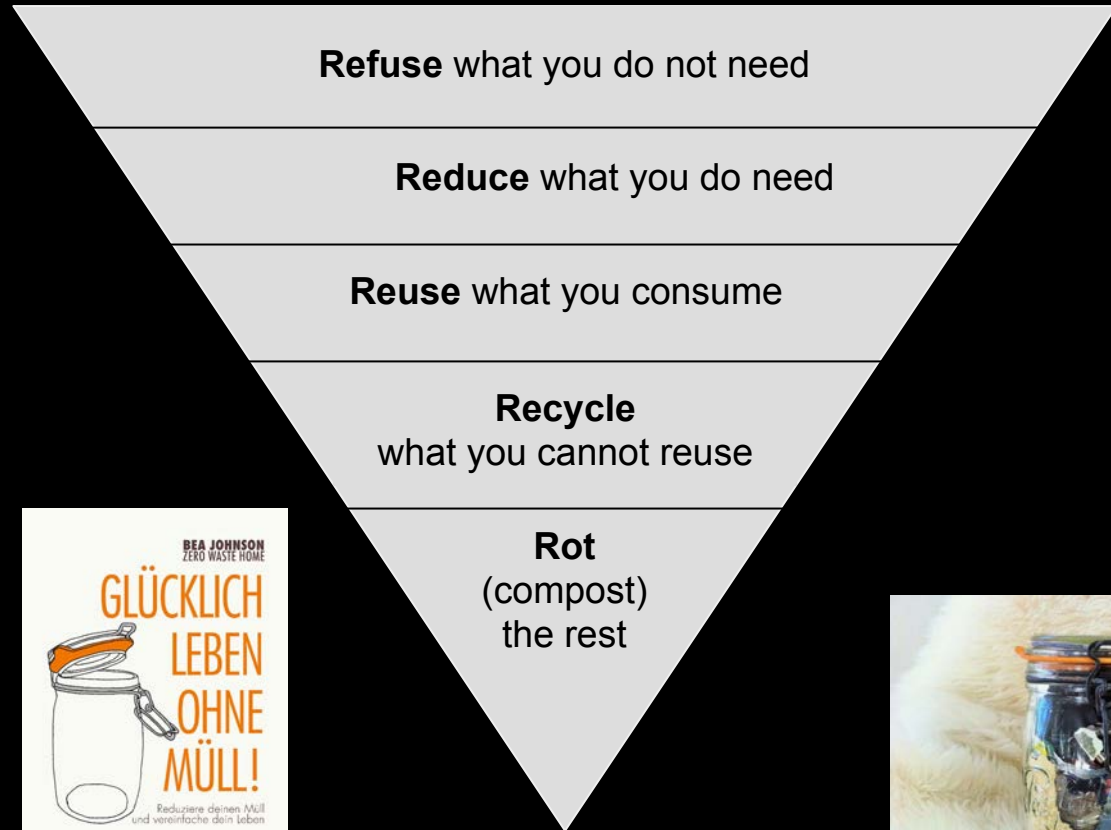 Refuse what you do not need
Reduce what you do need
Reuse what you consume
Recycle
what you cannot reuse
Rot
(compost)
the rest
BEA JOHNSON
ZERO WASTE HOME
GLÜCKLICH
LEBEN
OHNE
MÜLL!
Reduziere deinen Müll
und vereinfache dein Leben